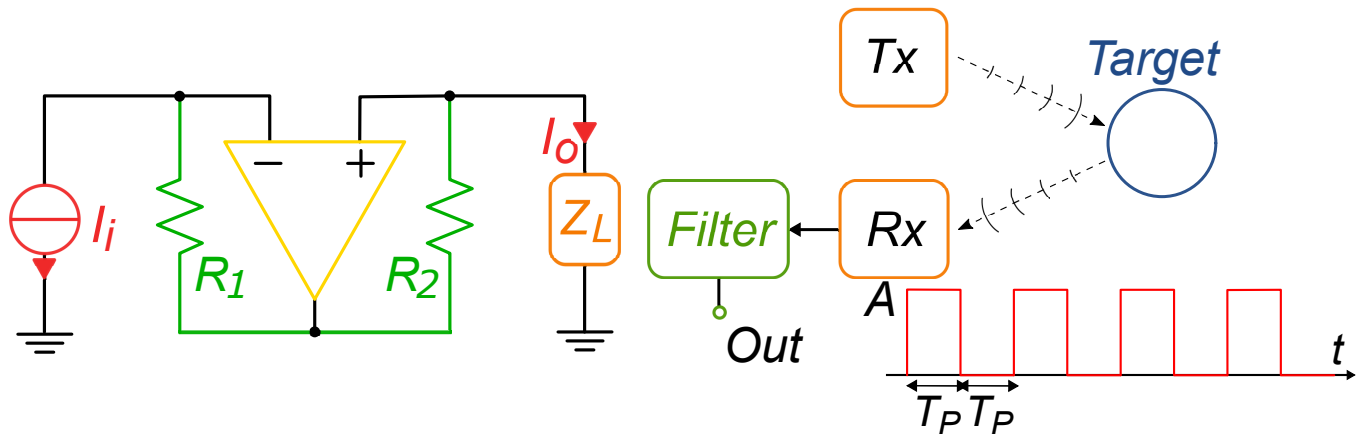 I_i
R_1
−
+
R_2
I_o
Z_L
Tx
Target
Filter
Rx
Out
A
t
T_P T_P